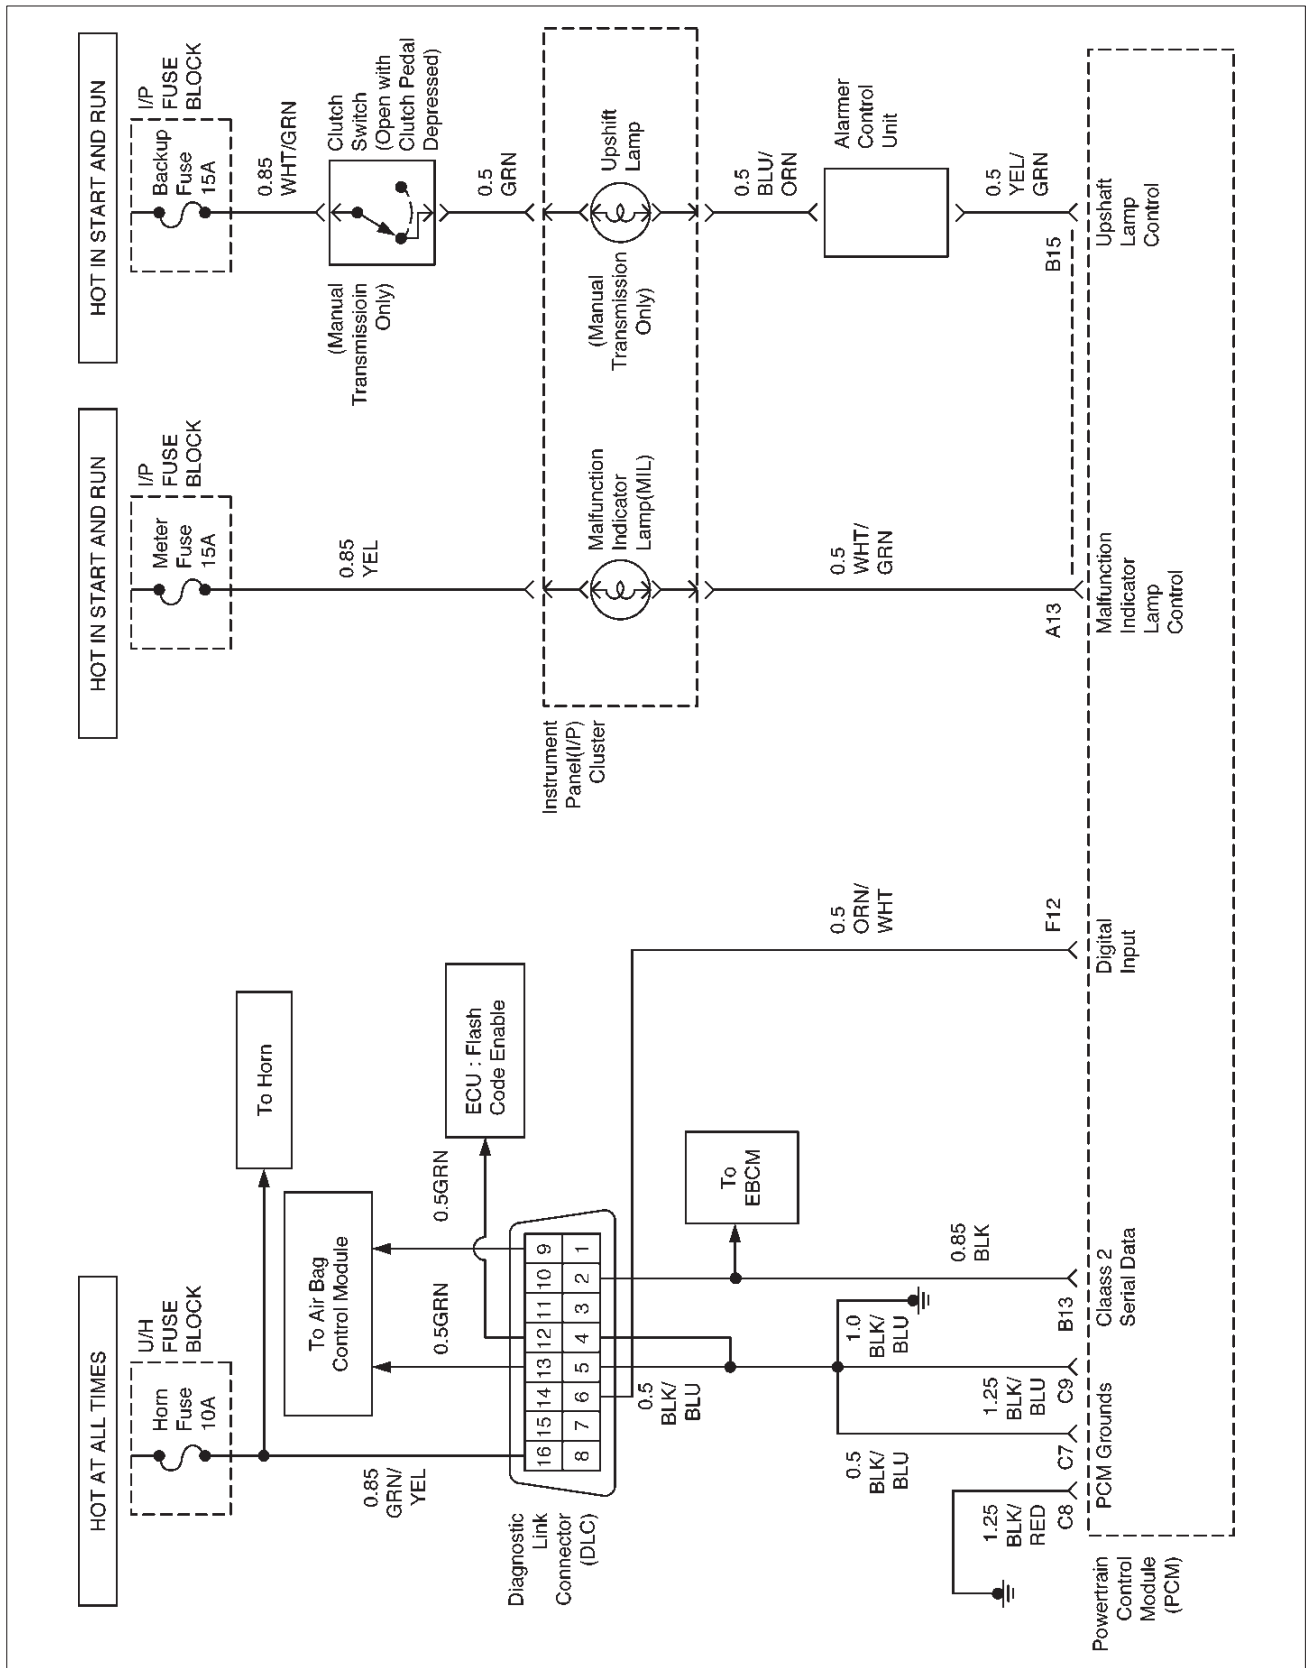 HOT AT ALL TIMES
U/H
FUSE
BLOCK
Horn
Fuse
10A
To Horn
To Air Bag
Control Module
0.85
GRN/
YEL
0.5GRN
0.5GRN
ECU : Flash
Code Enable
Diagnostic
Link
Connector
(DLC)
16 15 14 13 12 11 10 9
8 7 6 5 4 3 2 1
0.5
BLK/
BLU
To
EBCM
0.5
BLK/
BLU
1.0
BLK/
BLU
0.85
BLK
0.5
ORN/
WHT
1.25
BLK/
RED
1.25
BLK/
BLU
C8
C7
C9
B13
F12
PCM Grounds
Claass 2
Serial Data
Digital
Input
Powertrain
Control
Module
(PCM)
HOT IN START AND RUN
I/P
FUSE
BLOCK
Meter
Fuse
15A
0.85
YEL
Instrument
Panel(I/P)
Cluster
Malfunction
Indicator
Lamp(MIL)
0.5
WHT/
GRN
A13
Malfunction
Indicator
Lamp
Control
HOT IN START AND RUN
I/P
FUSE
BLOCK
Backup
Fuse
15A
0.85
WHT/GRN
(Manual
Transmissioin
Only)
Clutch
Switch
(Open with
Clutch Pedal
Depressed)
0.5
GRN
(Manual
Transmission
Only)
Upshift
Lamp
0.5
BLU/
ORN
Alarmer
Control
Unit
0.5
YEL/
GRN
B15
Upshaft
Lamp
Control